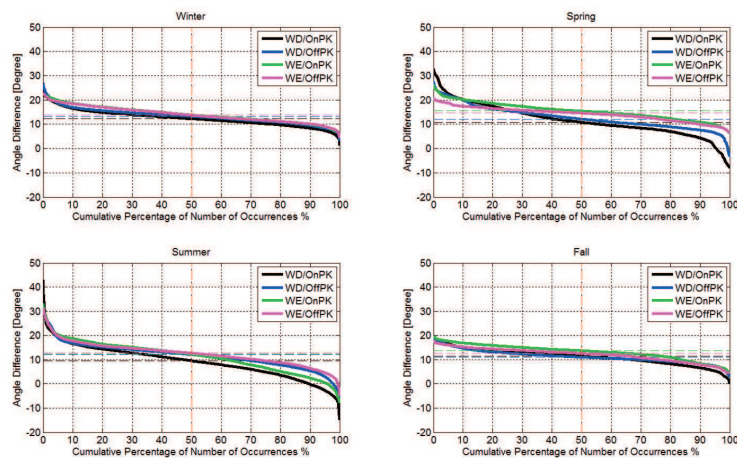 Winter
50
40
30
20
10
0
-10
-20
Angle Difference [Degree]
WD/OnPK
WD/OffPK
WE/OnPK
WE/OffPK
0 10 20 30 40 50 60 70 80 90 100
Cumulative Percentage of Number of Occurrences %
Spring
50
40
30
20
10
0
-10
-20
Angle Difference [Degree]
WD/OnPK
WD/OffPK
WE/OnPK
WE/OffPK
0 10 20 30 40 50 60 70 80 90 100
Cumulative Percentage of Number of Occurrences %
Summer
50
40
30
20
10
0
-10
-20
Angle Difference [Degree]
WD/OnPK
WD/OffPK
WE/OnPK
WE/OffPK
0 10 20 30 40 50 60 70 80 90 100
Cumulative Percentage of Number of Occurrences %
Fall
50
40
30
20
10
0
-10
-20
Angle Difference [Degree]
WD/OnPK
WD/OffPK
WE/OnPK
WE/OffPK
0 10 20 30 40 50 60 70 80 90 100
Cumulative Percentage of Number of Occurrences %